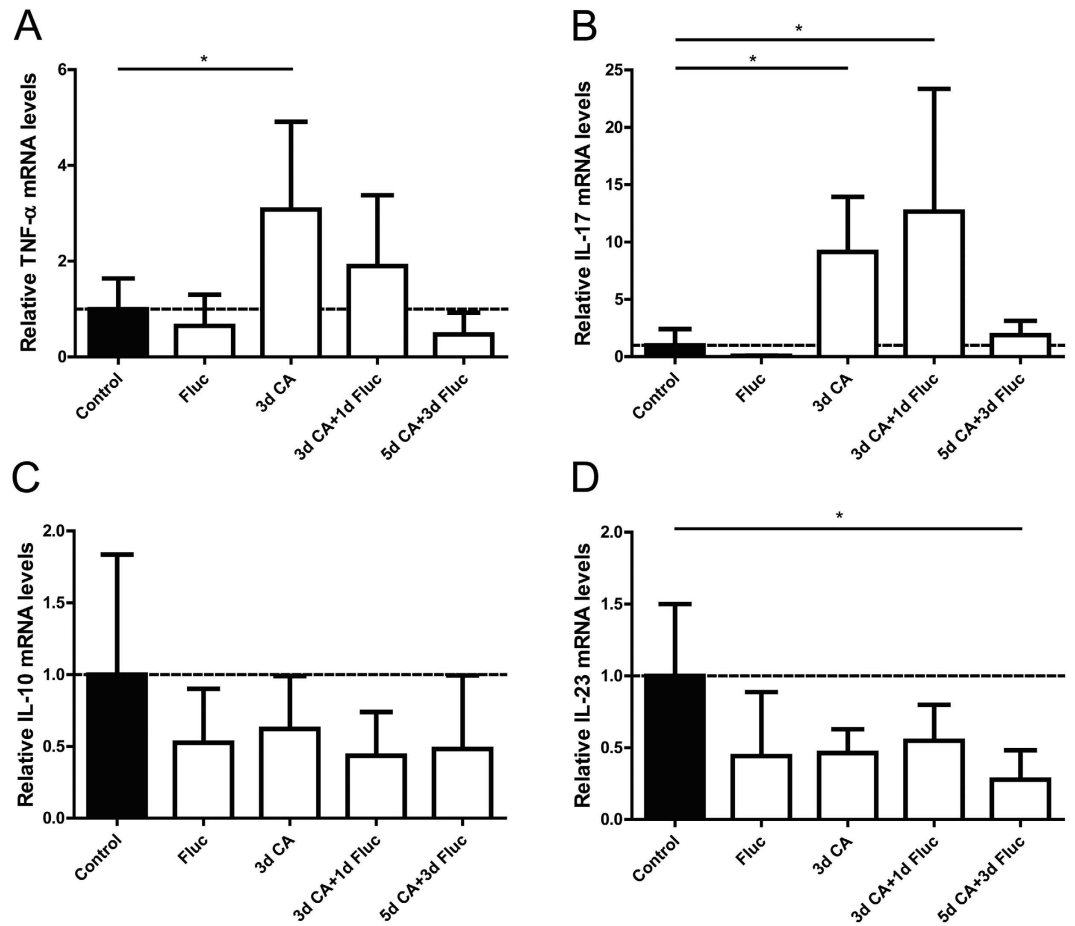 A
Relative TNF-α mRNA levels
6
4
2
0
*
Control
Fluc
3d CA
3d CA+1d Fluc
5d CA+3d Fluc
B
Relative IL-17 mRNA levels
25
20
15
10
5
0
*
*
Control
Fluc
3d CA
3d CA+1d Fluc
5d CA+3d Fluc
C
Relative IL-10 mRNA levels
2.0
1.5
1.0
0.5
0.0
Control
Fluc
3d CA
3d CA+1d Fluc
5d CA+3d Fluc
D
Relative IL-23 mRNA levels
2.0
1.5
1.0
0.5
0.0
*
Control
Fluc
3d CA
3d CA+1d Fluc
5d CA+3d Fluc